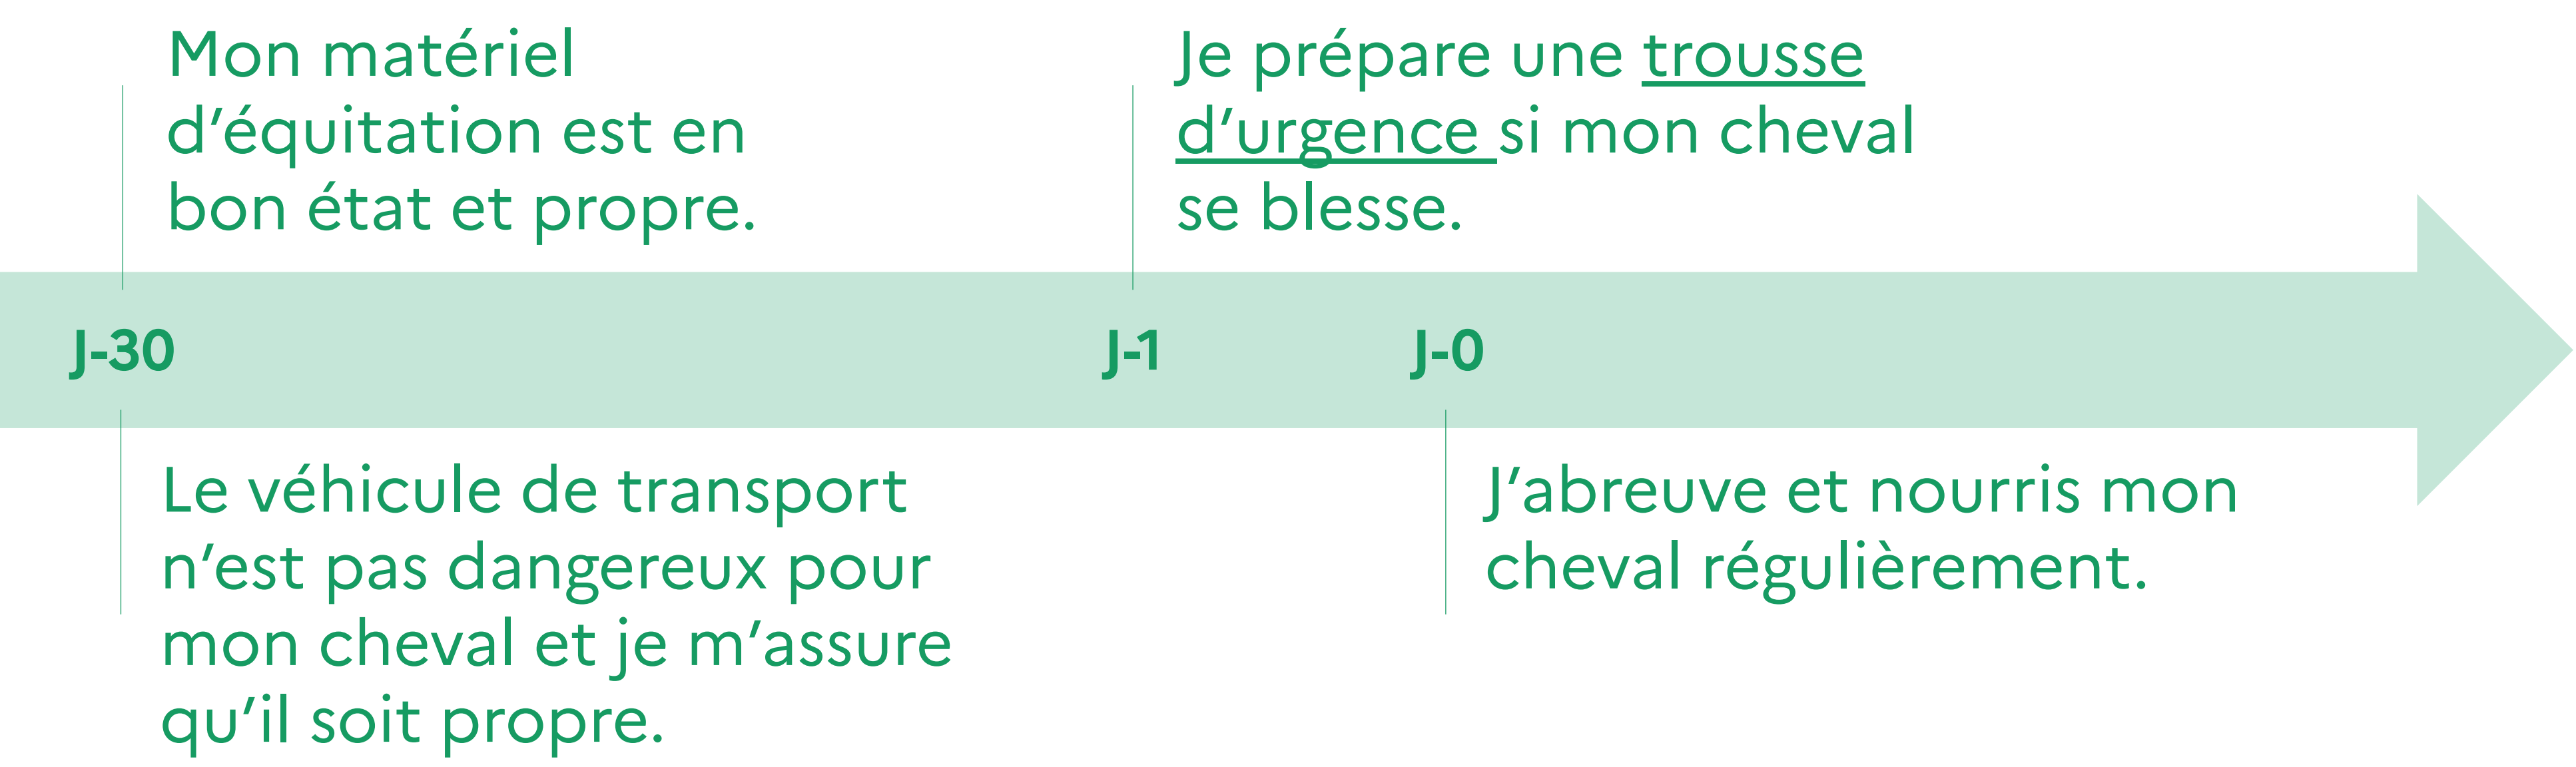 Mon matériel
d’équitation est en
bon état et propre.
Je prépare une trousse
d’urgence si mon cheval
se blesse.
J-30
J-1
J-0
Le véhicule de transport
n’est pas dangereux pour
mon cheval et je m’assure
qu’il soit propre.
J’abreuve et nourris mon
cheval régulièrement.